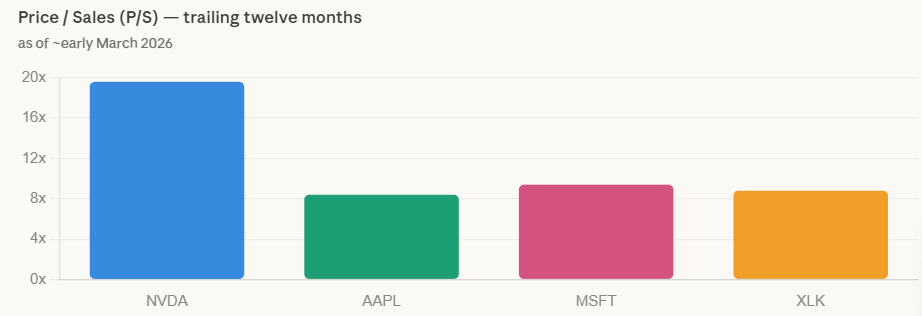 Price / Sales (P/S) — trailing twelve months
as of ~early March 2026
20x
16x
12x
8x
4x
0x
NVDA AAPL MSFT XLK